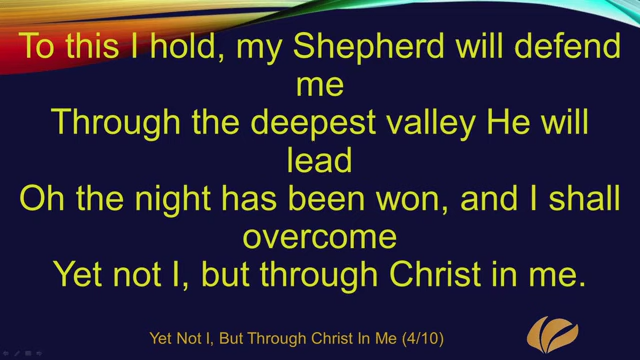 To this I hold, my Shepherd will defend
me
Through the deepest valley He will
lead
Oh the night has been won, and I shall
overcome
Yet not I, but through Christ in me.
Yet Not I, But Through Christ In Me (4/10)